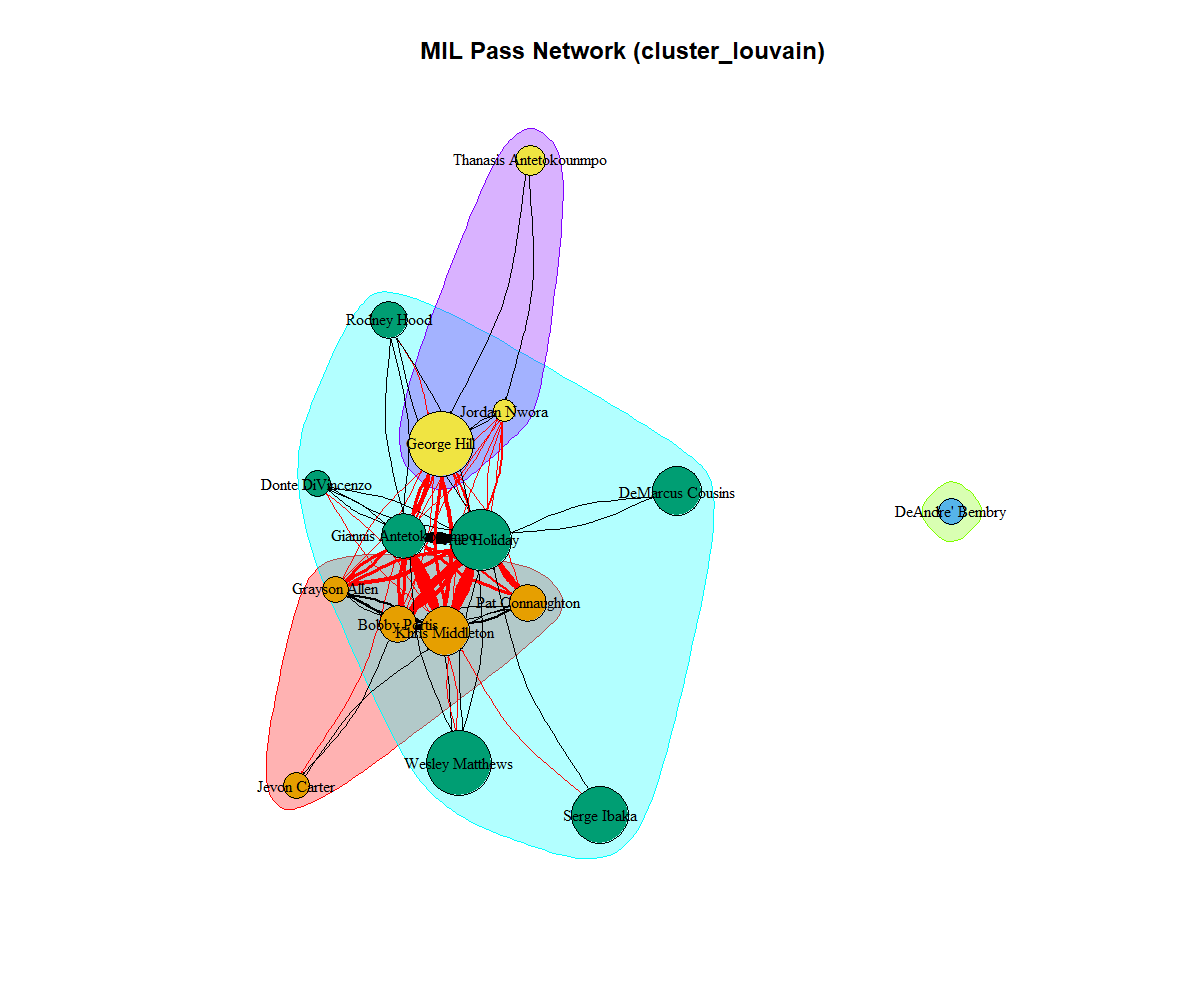 MIL Pass Network (cluster_louvain)
Thanasis Antetokounmpo
Rodney Hood
Jordan Nwora
George Hill
Donte DiVincenzo
DeMarcus Cousins
DeAndre' Bembry
Giannis Antetokounmpo
Jrue Holiday
Grayson Allen
Pat Connaughton
Bobby Portis
Khris Middleton
Wesley Matthews
Jevon Carter
Serge Ibaka